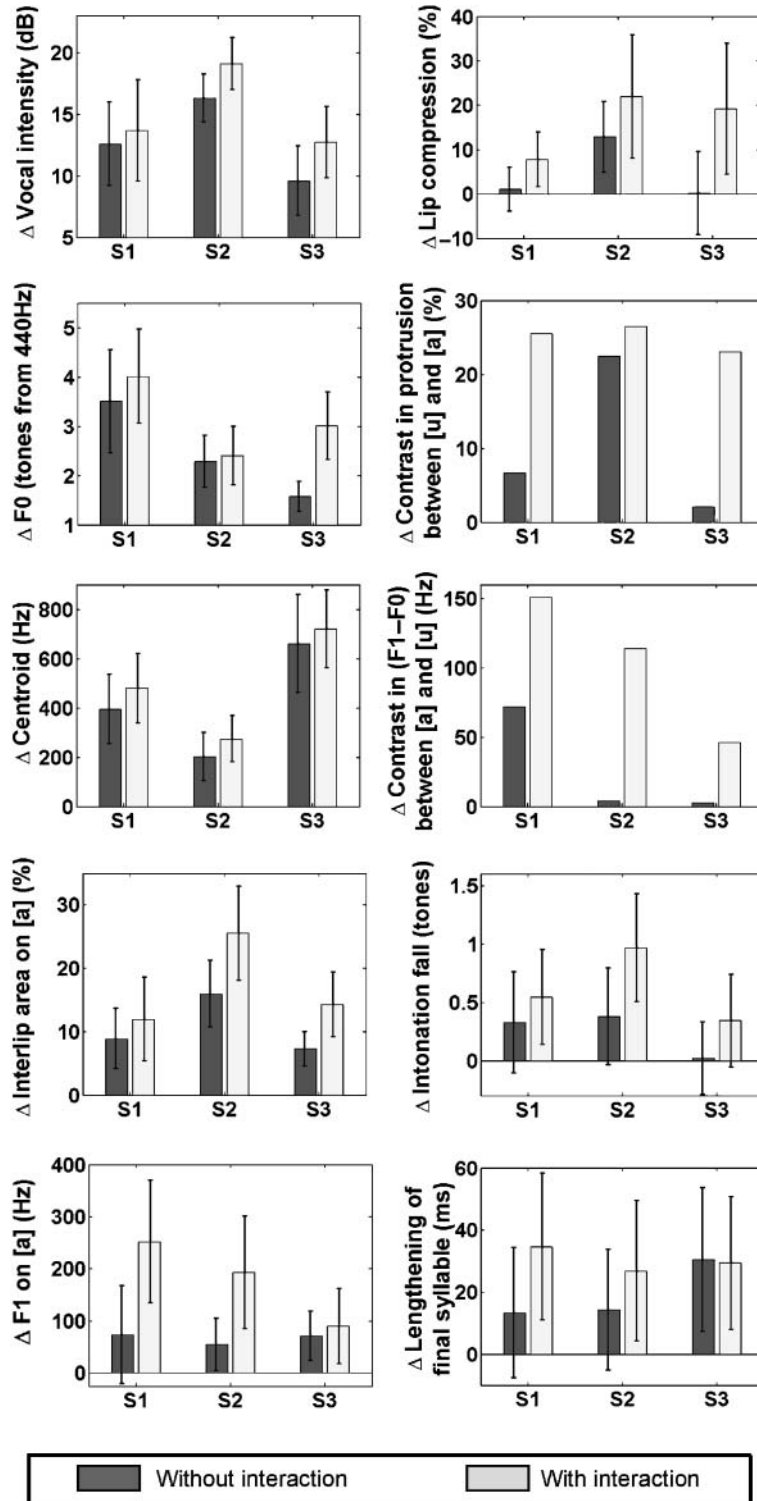 Δ Vocal intensity (dB)
20
15
10
5
S1 S2 S3
Δ Lip compression (%)
40
30
20
10
0
−10
S1 S2 S3
Δ F0 (tones from 440Hz)
5
4
3
2
1
S1 S2 S3
Δ Contrast in protrusion
between [u] and [a] (%)
30
20
10
0
S1 S2 S3
Δ Centroid (Hz)
800
600
400
200
0
S1 S2 S3
Δ Contrast in (F1−F0)
between [a] and [u] (Hz)
150
100
50
0
S1 S2 S3
Δ Interlip area on [a] (%)
30
20
10
0
S1 S2 S3
Δ Intonation fall (tones)
1.5
1
0.5
0
S1 S2 S3
Δ F1 on [a] (Hz)
400
300
200
100
0
S1 S2 S3
Δ Lengthening of
final syllable (ms)
60
40
20
0
S1 S2 S3
Without interaction
With interaction